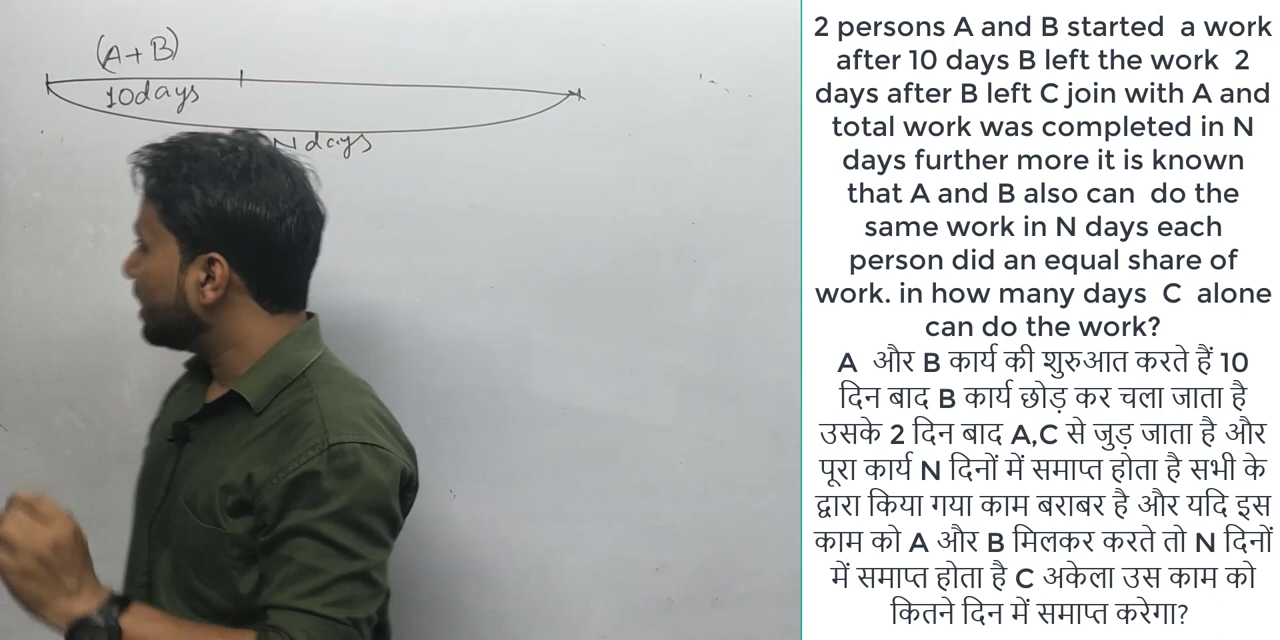 (A+B)
10days
N days
2 persons A and B started a work
after 10 days B left the work 2
days after B left C join with A and
total work was completed in N
days further more it is known
that A and B also can do the
same work in N days each
person did an equal share of
work. in how many days C alone
can do the work?
A और B कार्य की शुरुआत करते हैं 10
दिन बाद B कार्य छोड़ कर चला जाता है
उसके 2 दिन बाद A,C से जुड़ जाता है और
पूरा कार्य N दिनों में समाप्त होता है सभी के
द्वारा किया गया काम बराबर है और यदि इस
काम को A और B मिलकर करते तो N दिनों
में समाप्त होता है C अकेला उस काम को
कितने दिन में समाप्त करेगा?